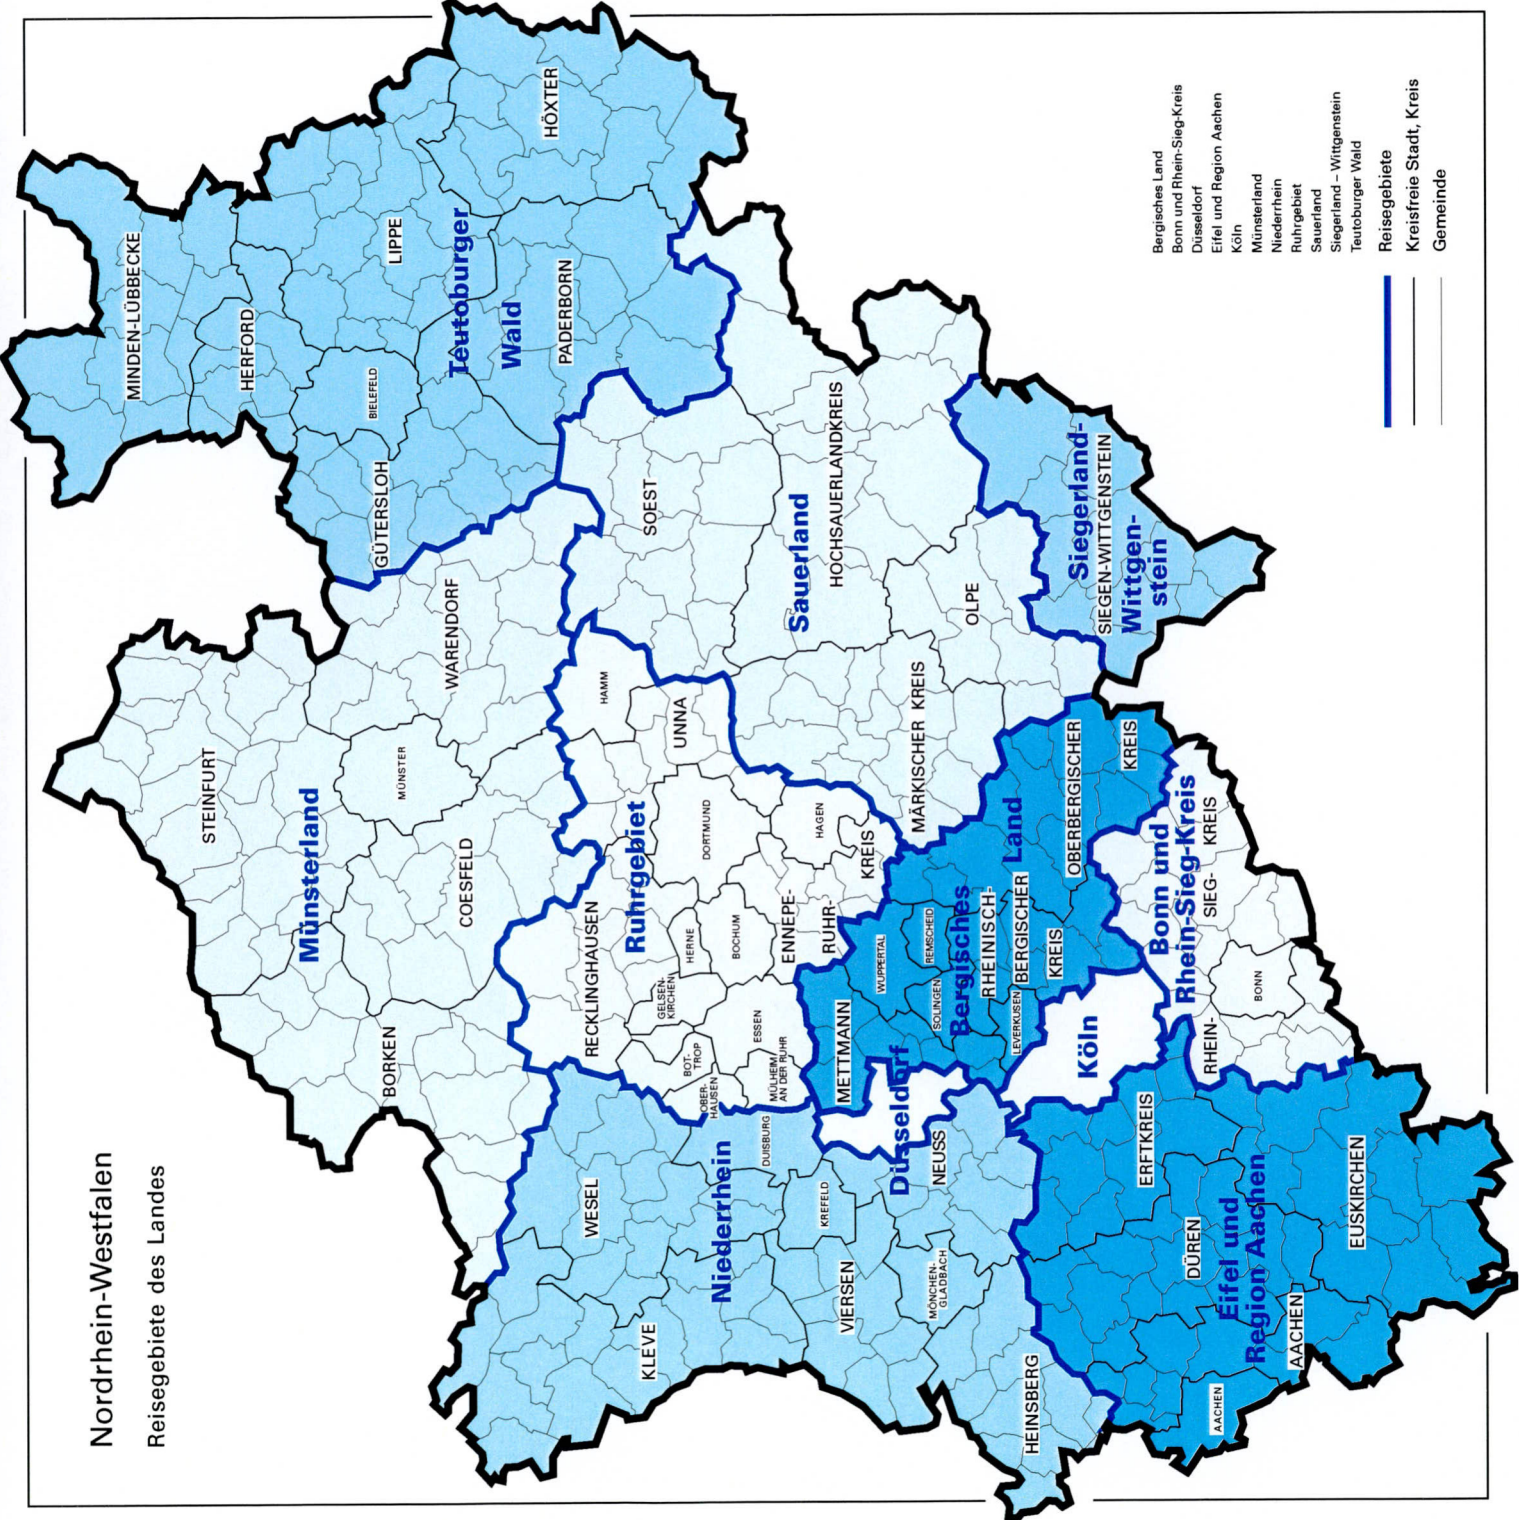 Nordrhein-Westfalen
Reisegebiete des Landes
MINDEN-LÜBBECKE
HERFORD
BIELEFELD
GÜTERSLOH
LIPPE
Teutoburger
Wald
HÖXTER
PADERBORN
STEINFURT
Münsterland
MÜNSTER
WARENDORF
BORKEN
COESFELD
SOEST
Sauerland
HOCHSAUERLANDKREIS
OLPE
MÄRKISCHER KREIS
Siegerland-
SIEGEN-WITTGENSTEIN
Wittgen-
stein
RECKLINGHAUSEN
Ruhrgebiet
HAMM
UNNA
DORTMUND
HERNE
GELSEN-
KIRCHEN
BOCHUM
BOT-
TROP
OBER-
HAUSEN
ESSEN
MÜLHEIM
AN DER RUHR
HAGEN
ENNEPE-
RUHR-
KREIS
WESEL
KLEVE
Niederrhein
DUISBURG
KREFELD
VIERSEN
Düsseldorf
NEUSS
MÖNCHEN-
GLADBACH
HEINSBERG
METTMANN
WUPPERTAL
REMSCHEID
SOLINGEN
Bergisches
Land
RHEINISCH-
BERGISCHER
KREIS
LEVERKUSEN
OBERBERGISCHER
KREIS
Köln
Bonn und
Rhein-Sieg-Kreis
RHEIN-
SIEG-
KREIS
BONN
ERFTKREIS
DÜREN
Eifel und
Region Aachen
AACHEN
AACHEN
EUSKIRCHEN
Bergisches Land
Bonn und Rhein-Sieg-Kreis
Düsseldorf
Eifel und Region Aachen
Köln
Münsterland
Niederrhein
Ruhrgebiet
Sauerland
Siegerland – Wittgenstein
Teutoburger Wald
Reisegebiete
Kreisfreie Stadt, Kreis
Gemeinde